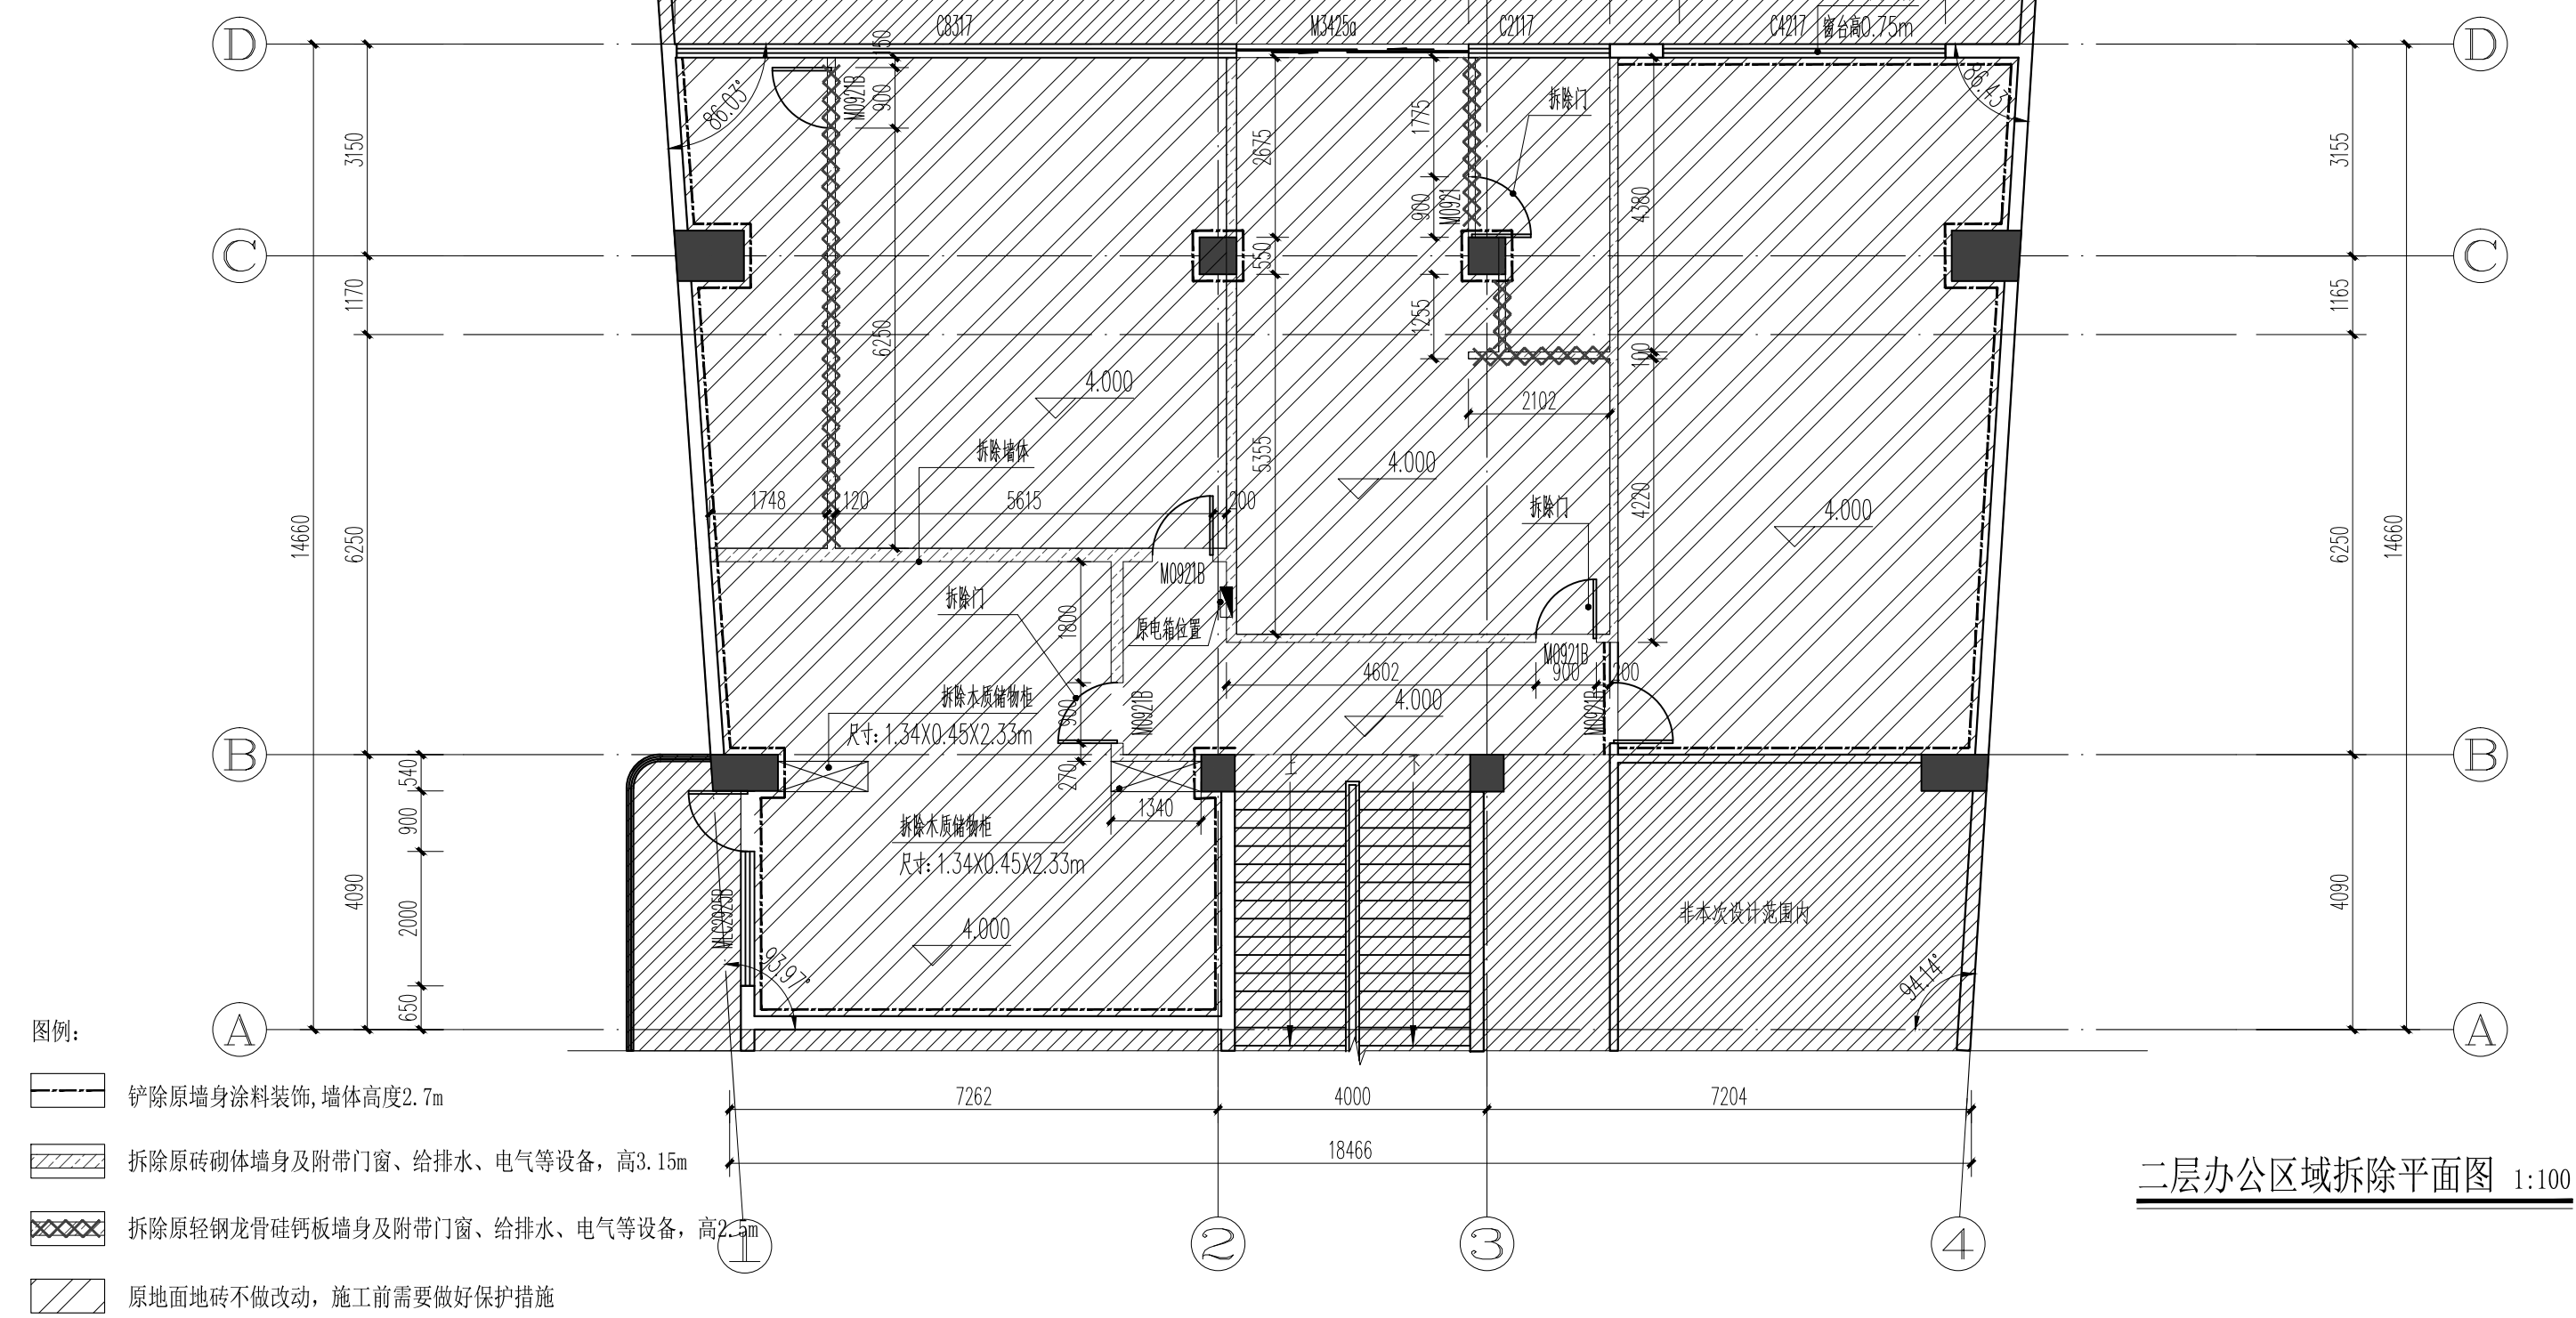 C8317
M3425a
C2117
C4217
窗台高0.75m
D
D
150
86.03°
M0921B
900
拆除门
86.43°
1775
3150
2675
3155
900
M0921
4380
C
C
550
1170
1255
1165
6250
100
4.000
2102
拆除墙体
5355
4.000
拆除门
1748
120
5615
200
4220
4.000
14660
6250
6250
14660
M0921B
拆除门
1800
原电箱位置
M0921B
4602
900
200
拆除木质储物柜
900
M0921B
4.000
M0921B
尺寸：1.34X0.45X2.33m
B
B
540
270
上
下
1340
900
拆除木质储物柜
尺寸：1.34X0.45X2.33m
4090
4090
2000
MLC2925B
非本次设计范围内
4.000
93.97°
94.14°
650
A
A
图例：
7262
4000
7204
铲除原墙身涂料装饰,墙体高度2.7m
18466
拆除原砖砌体墙身及附带门窗、给排水、电气等设备，高3.15m
二层办公区域拆除平面图 1:100
拆除原轻钢龙骨硅钙板墙身及附带门窗、给排水、电气等设备，高2.5m
1
2
3
4
原地面地砖不做改动，施工前需要做好保护措施